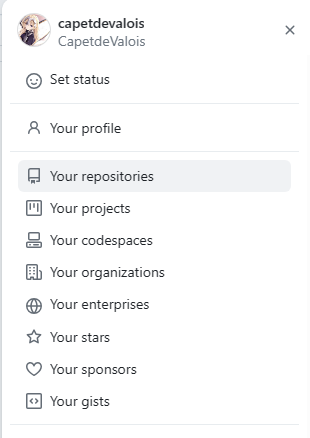 capetdevalois
CapetdeValois
Set status
Your profile
Your repositories
Your projects
Your codespaces
Your organizations
Your enterprises
Your stars
Your sponsors
Your gists